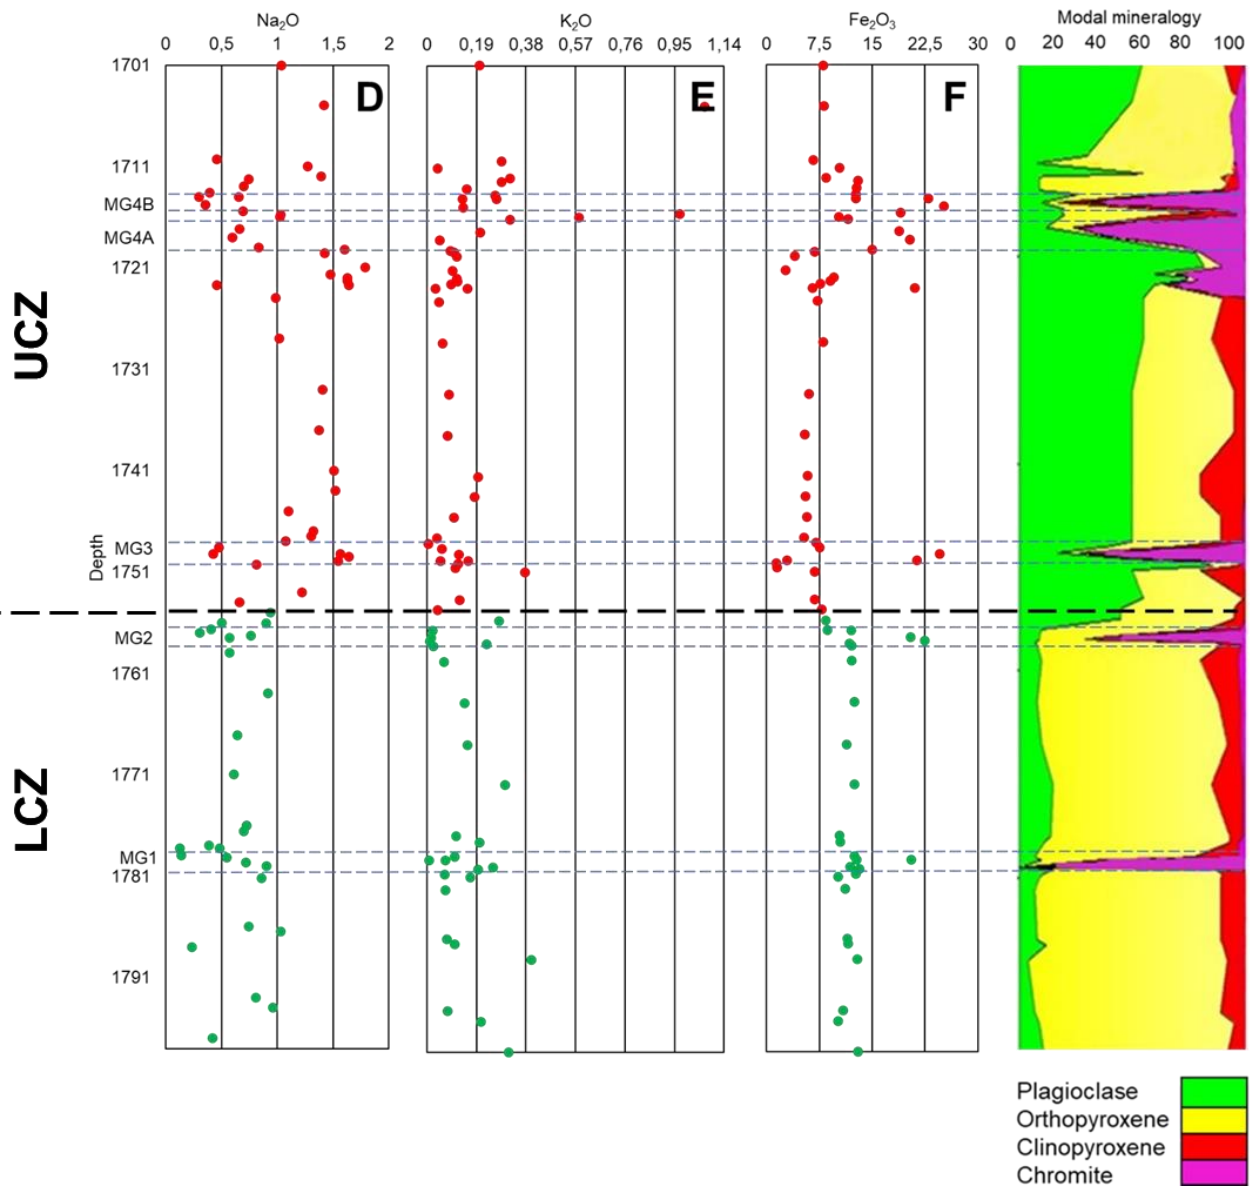 Na₂O K₂O Fe₂O₃ Modal mineralogy
0 0,5 1 1,5 2 0 0,19 0,38 0,57 0,76 0,95 1,14 0 7,5 15 22,5 30 0 20 40 60 80 100
1701
D E F
1711
MG4B
MG4A
1721
UCZ
1731
1741
Depth
MG3
1751
MG2
1761
LCZ
1771
MG1
1781
1791
Plagioclase
Orthopyroxene
Clinopyroxene
Chromite